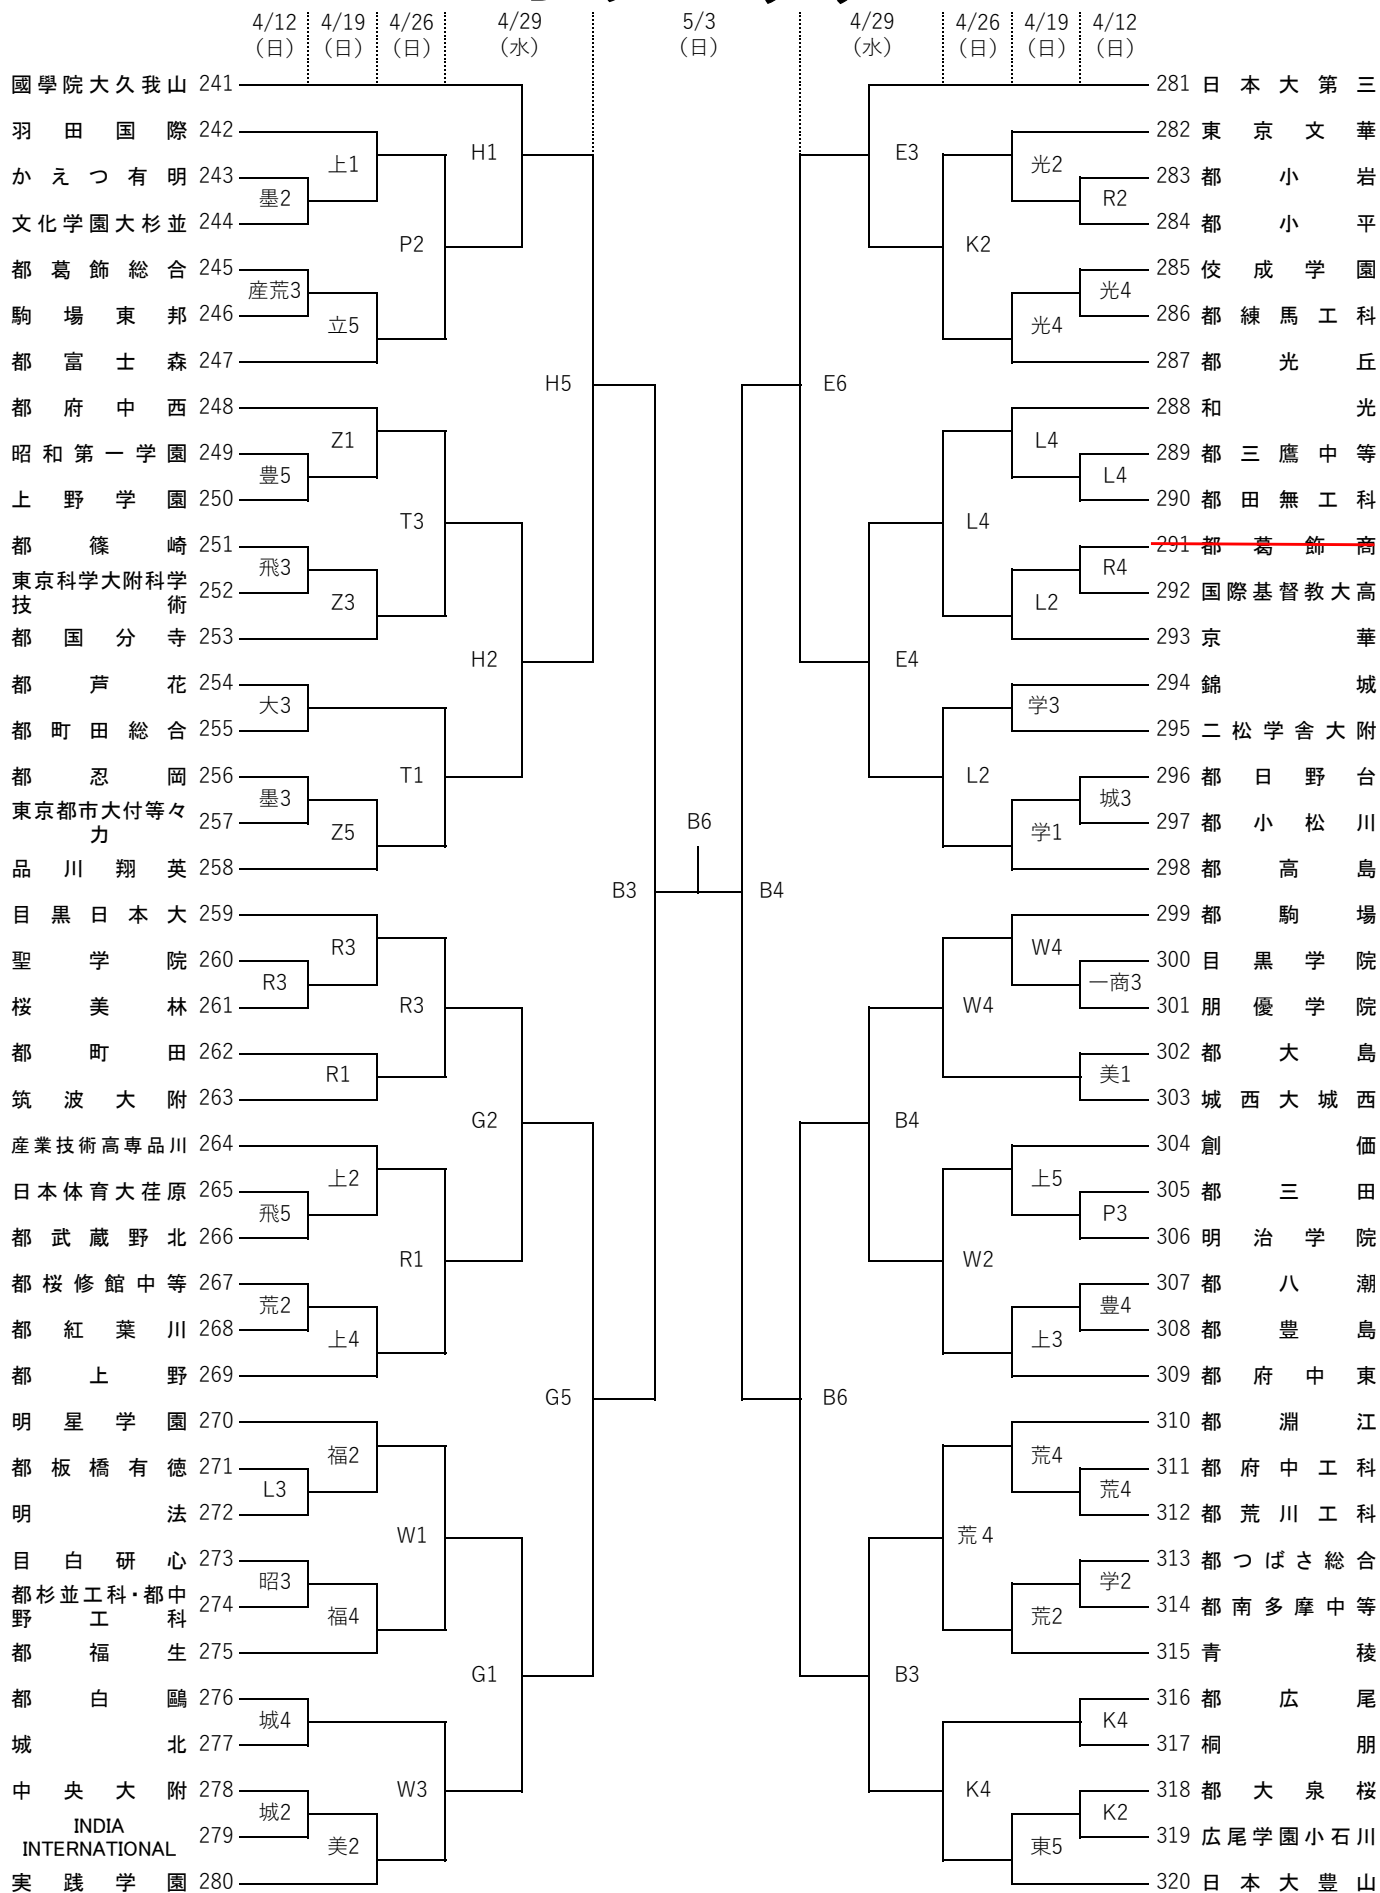 4/12 4/19 4/26 4/29 5/3 4/29 4/26 4/19 4/12
（日） （日） （日） （水） （日） （水） （日） （日） （日）
國學院大久我山 241 281 日本大第三
羽田国際 242 282 東京文華
H1 E3
上1 光2
かえつ有明 243 283 都小岩
墨2 R2
文化学園大杉並 244 284 都小平
P2 K2
都葛飾総合 245 285 佼成学園
産荒3 光4
駒場東邦 246 286 都練馬工科
立5 光4
都富士森 247 287 都光丘
H5 E6
都府中西 248 288 和光
Z1 L4
昭和第一学園 249 289 都三鷹中等
豊5 L4
上野学園 250 290 都田無工科
T3 L4
都篠崎 251 291 都葛飾商
飛3 R4
東京科学大附科学
技術 252 292 国際基督教大高
Z3 L2
都国分寺 253 293 京華
H2 E4
都芦花 254 294 錦城
大3 学3
都町田総合 255 295 二松学舎大附
都忍岡 256 T1 L2 296 都日野台
墨3 城3
東京都市大付等々
力 257 297 都小松川
B6
Z5 学1
品川翔英 258 298 都高島
B3 B4
目黒日本大 259 299 都駒場
R3 W4
聖学院 260 300 目黒学院
R3 一商3
桜美林 261 R3 W4 301 朋優学院
都町田 262 302 都大島
R1 美1
筑波大附 263 303 城西大城西
G2 B4
産業技術高専品川 264 304 創価
上2 上5
日本体育大荏原 265 305 都三田
飛5 P3
都武蔵野北 266 306 明治学院
R1 W2
都桜修館中等 267 307 都八潮
荒2 豊4
都紅葉川 268 308 都豊島
上4 上3
都上野 269 309 都府中東
G5 B6
明星学園 270 310 都淵江
福2 荒4
都板橋有徳 271 311 都府中工科
L3 荒4
明法 272 312 都荒川工科
W1 荒4
目白研心 273 313 都つばさ総合
昭3 学2
都杉並工科・都中
野工科 274 314 都南多摩中等
福4 荒2
都福生 275 315 青稜
G1 B3
都白鷗 276 316 都広尾
城4 K4
城北 277 317 桐朋
中央大附 278 W3 K4 318 都大泉桜
城2 K2
INDIA
INTERNATIONAL 279 319 広尾学園小石川
美2 東5
実践学園 280 320 日本大豊山